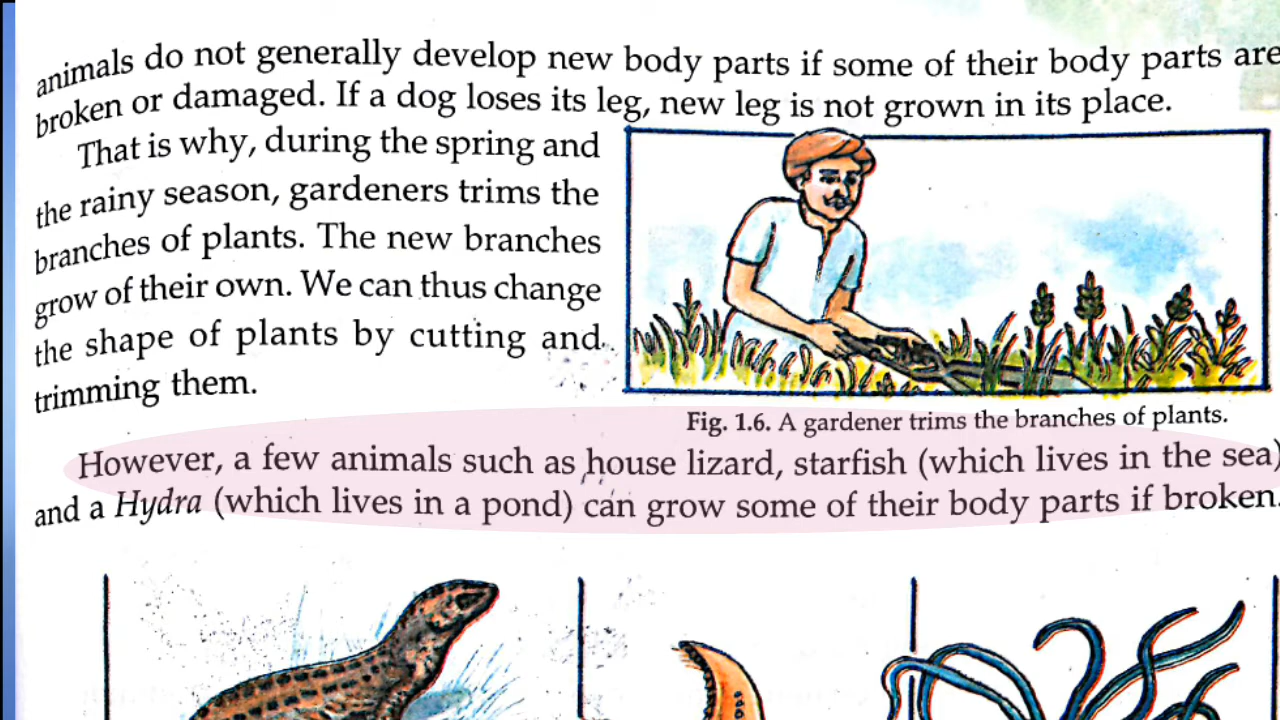 animals do not generally develop new body parts if some of their body parts are
broken or damaged. If a dog loses its leg, new leg is not grown in its place.
That is why, during the spring and
the rainy season, gardeners trims the
branches of plants. The new branches
grow of their own. We can thus change
the shape of plants by cutting and
trimming them.
Fig. 1.6. A gardener trims the branches of plants.
However, a few animals such as house lizard, starfish (which lives in the sea)
and a Hydra (which lives in a pond) can grow some of their body parts if broken.